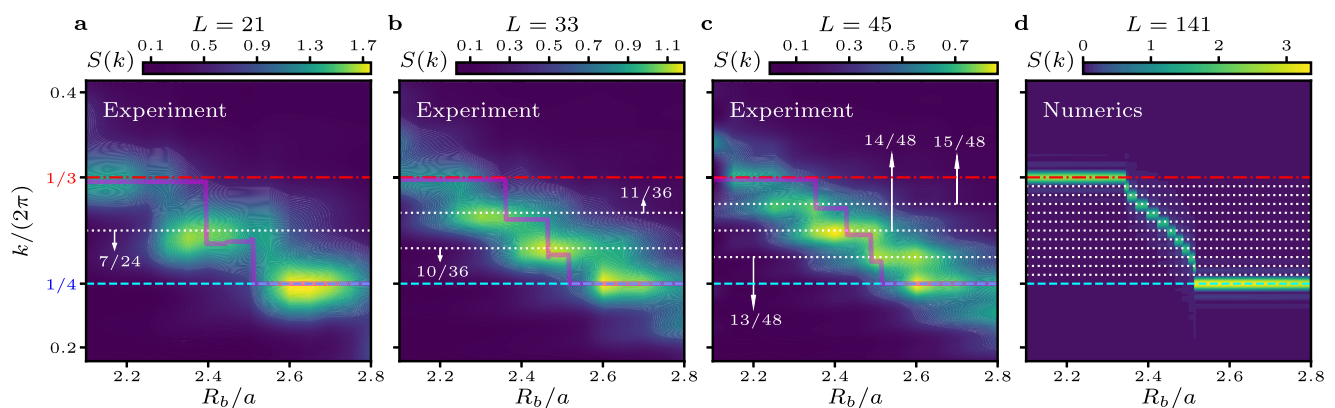 a L = 21
b L = 33
c L = 45
d L = 141
S(k) 0.1 0.5 0.9 1.3 1.7
S(k) 0.1 0.3 0.5 0.7 0.9 1.1
S(k) 0.1 0.3 0.5 0.7
S(k) 0 1 2 3
Experiment
Experiment
Experiment
Numerics
k/(2π)
0.4
1/3
1/4
0.2
7/24
11/36
10/36
14/48
15/48
13/48
2.2 2.4 2.6 2.8
2.2 2.4 2.6 2.8
2.2 2.4 2.6 2.8
2.2 2.4 2.6 2.8
R_b/a
R_b/a
R_b/a
R_b/a